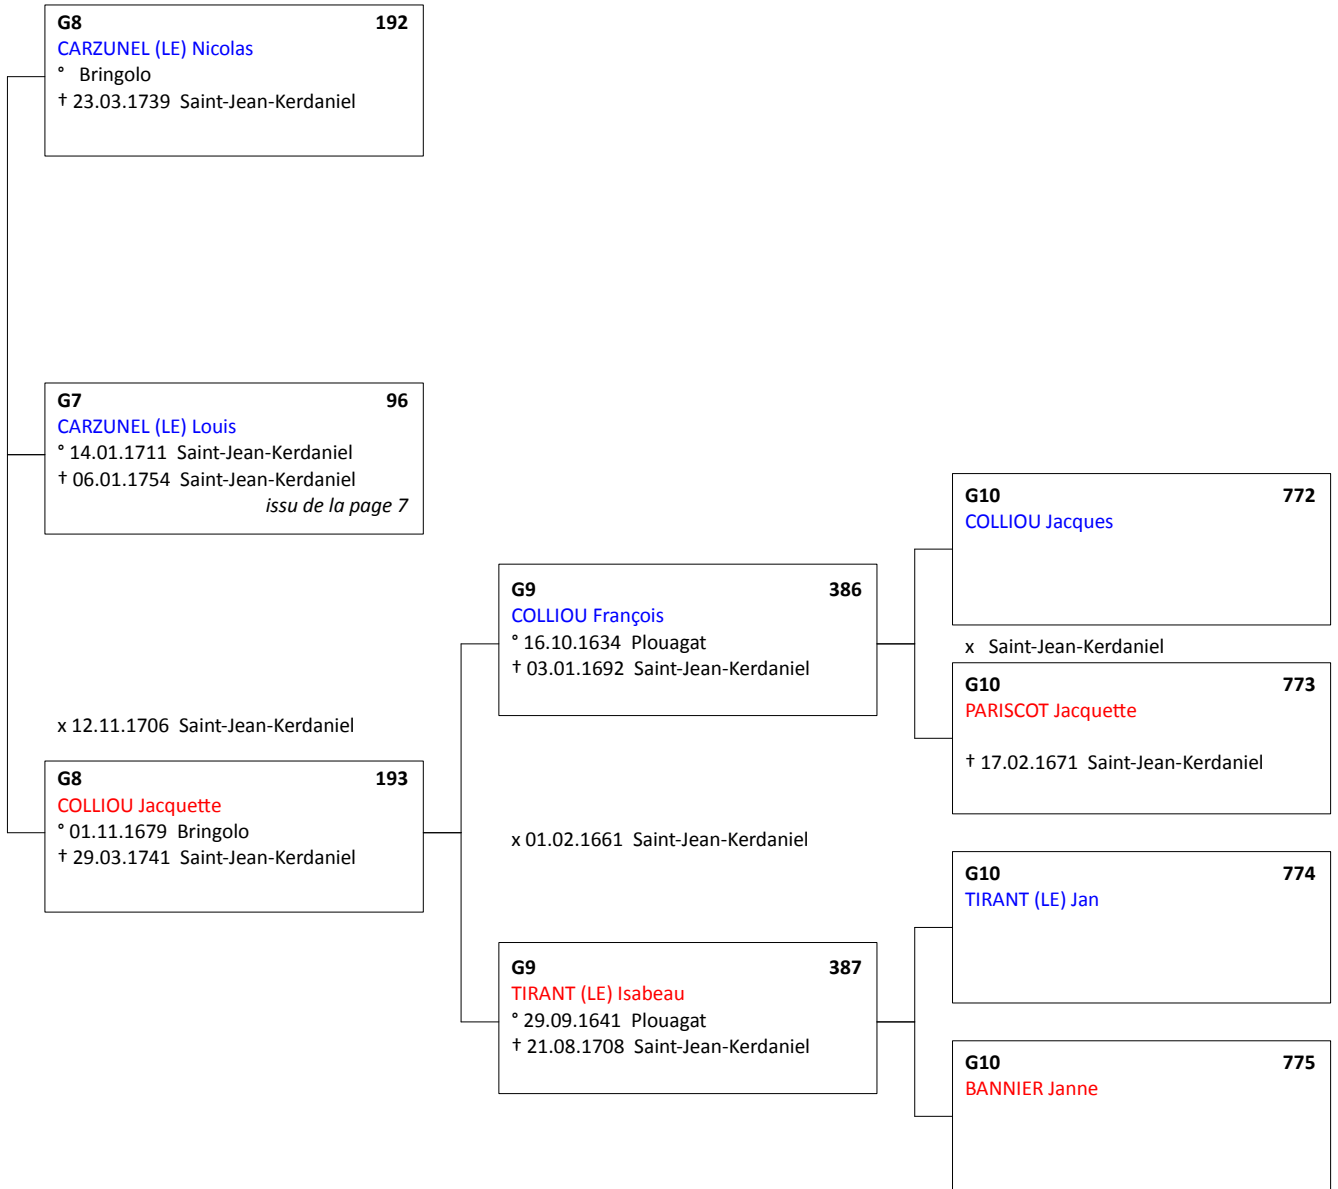 G8 192
CARZUNEL (LE) Nicolas
° Bringolo
† 23.03.1739 Saint-Jean-Kerdaniel
G7 96
CARZUNEL (LE) Louis
° 14.01.1711 Saint-Jean-Kerdaniel
† 06.01.1754 Saint-Jean-Kerdaniel
issu de la page 7
x 12.11.1706 Saint-Jean-Kerdaniel
G8 193
COLLIOU Jacquette
° 01.11.1679 Bringolo
† 29.03.1741 Saint-Jean-Kerdaniel
G9 386
COLLIOU François
° 16.10.1634 Plouagat
† 03.01.1692 Saint-Jean-Kerdaniel
x 01.02.1661 Saint-Jean-Kerdaniel
G9 387
TIRANT (LE) Isabeau
° 29.09.1641 Plouagat
† 21.08.1708 Saint-Jean-Kerdaniel
G10 772
COLLIOU Jacques
x Saint-Jean-Kerdaniel
G10 773
PARISCOT Jacquette
† 17.02.1671 Saint-Jean-Kerdaniel
G10 774
TIRANT (LE) Jan
G10 775
BANNIER Janne